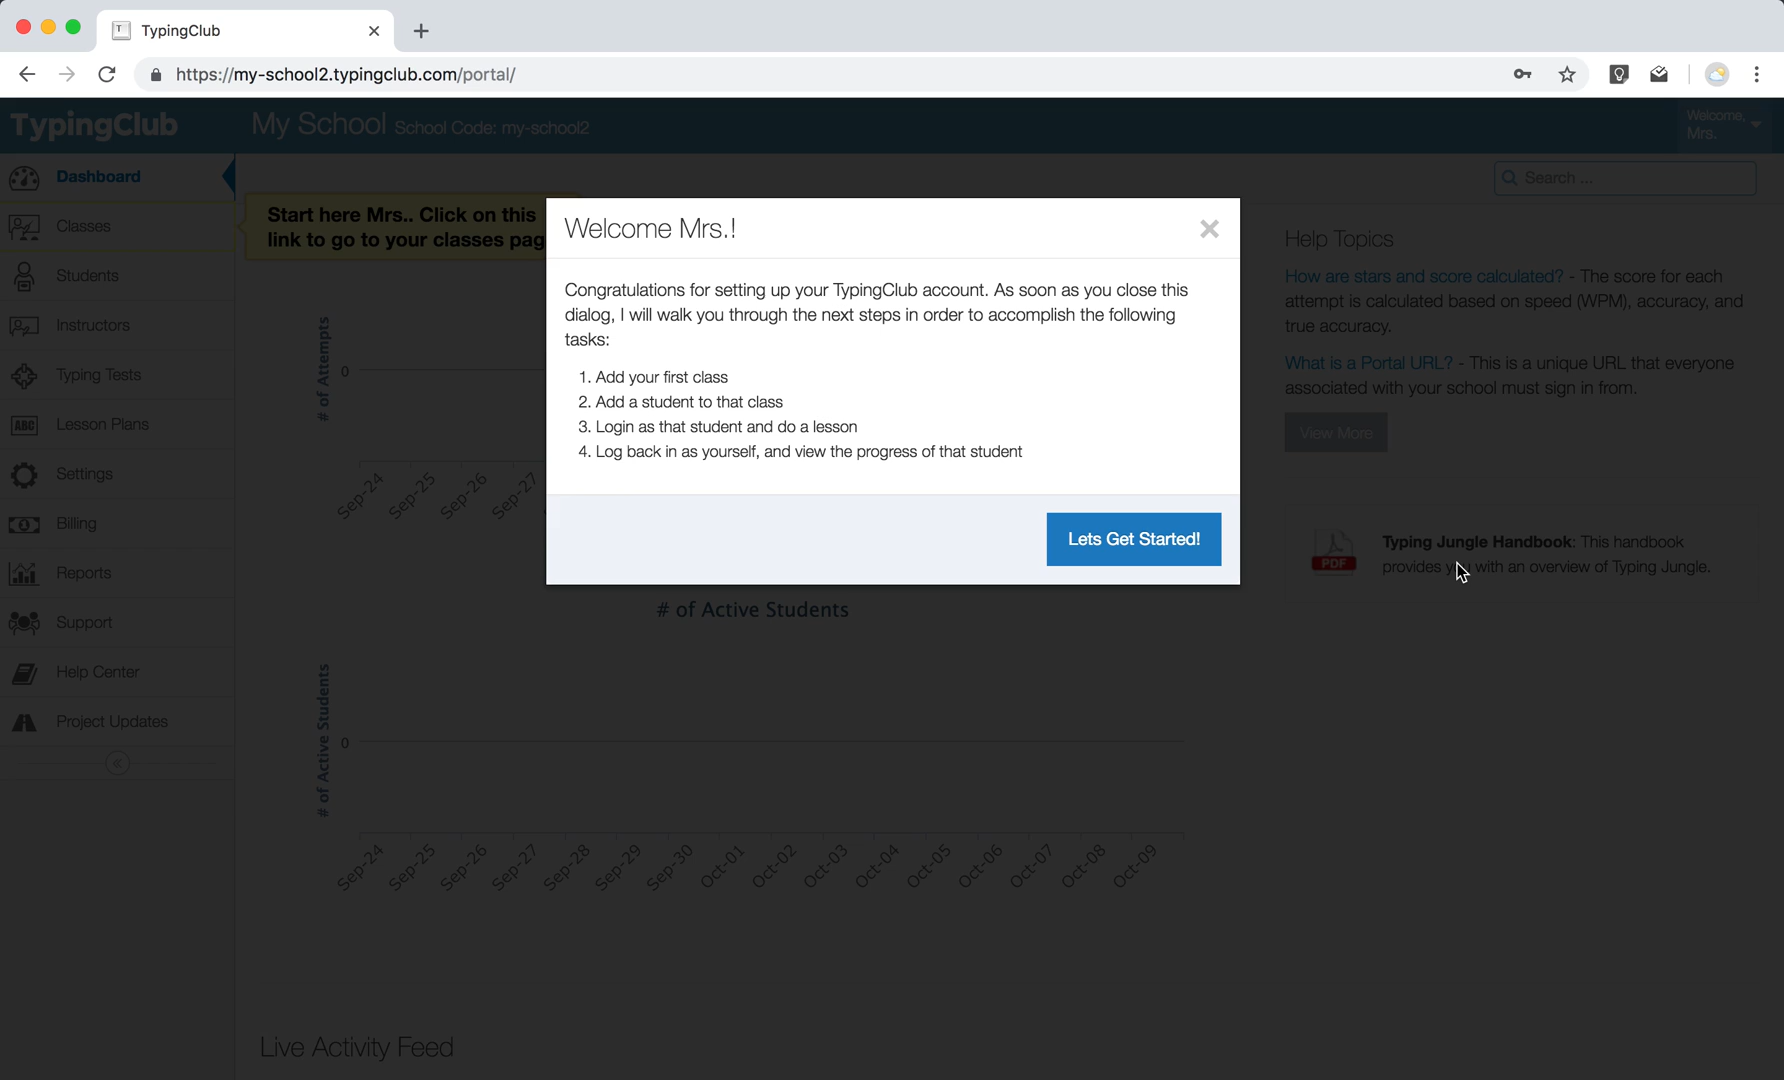 TypingClub
https://my-school2.typingclub.com/portal/
TypingClub
My School School Code: my-school2
Welcome,
Mrs.
Dashboard
Classes
Students
Instructors
Typing Tests
ABC Lesson Plans
Settings
Billing
Reports
Support
Help Center
Project Updates
Search ...
Start here Mrs.. Click on this
link to go to your classes pag
Welcome Mrs.!
Congratulations for setting up your TypingClub account. As soon as you close this
dialog, I will walk you through the next steps in order to accomplish the following
tasks:
1. Add your first class
2. Add a student to that class
3. Login as that student and do a lesson
4. Log back in as yourself, and view the progress of that student
Lets Get Started!
# of Attempts
0
Sep-24 Sep-25 Sep-26 Sep-27
# of Active Students
# of Active Students
0
Sep-24 Sep-25 Sep-26 Sep-27 Sep-28 Sep-29 Sep-30 Oct-01 Oct-02 Oct-03 Oct-04 Oct-05 Oct-06 Oct-07 Oct-08 Oct-09
Live Activity Feed
Help Topics
How are stars and score calculated? - The score for each
attempt is calculated based on speed (WPM), accuracy, and
true accuracy.
What is a Portal URL? - This is a unique URL that everyone
associated with your school must sign in from.
View More
PDF
Typing Jungle Handbook: This handbook
provides you with an overview of Typing Jungle.